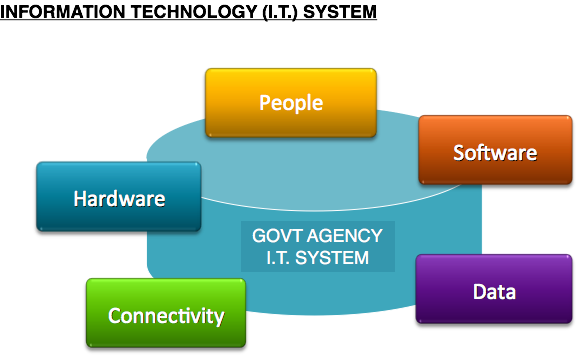 INFORMATION TECHNOLOGY (I.T.) SYSTEM
People
Software
Hardware
GOVT AGENCY
I.T. SYSTEM
Data
Connectivity